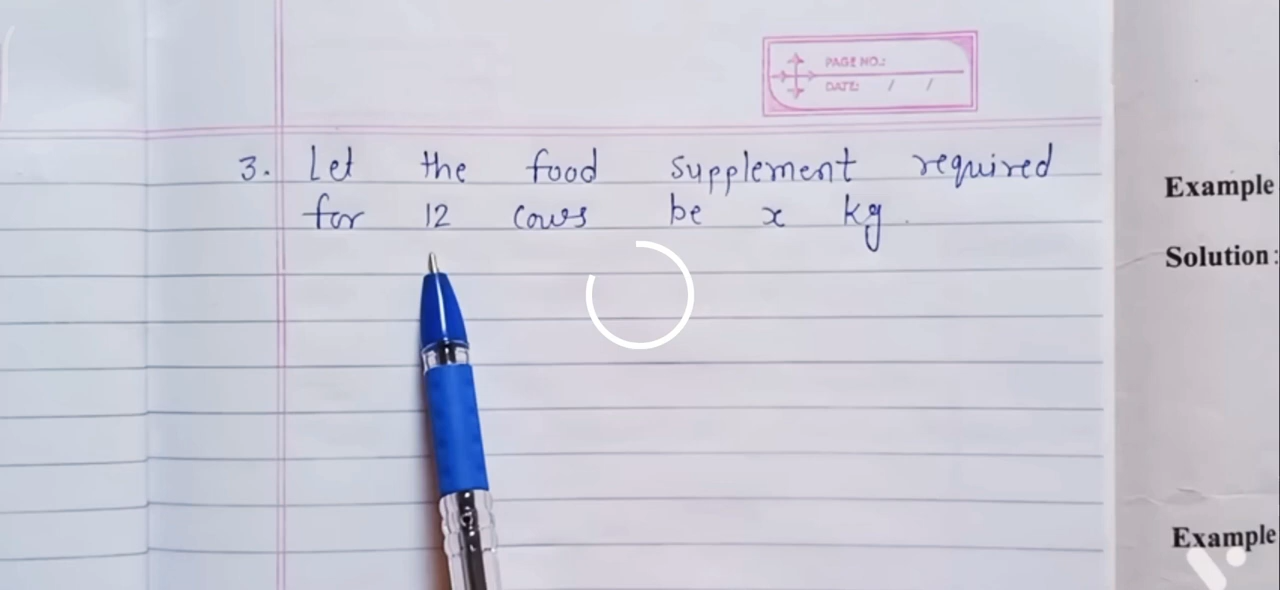 PAGE NO.:
DATE: / /
3. Let the food supplement required
for 12 cows be x kg.
Example
Solution:
Example